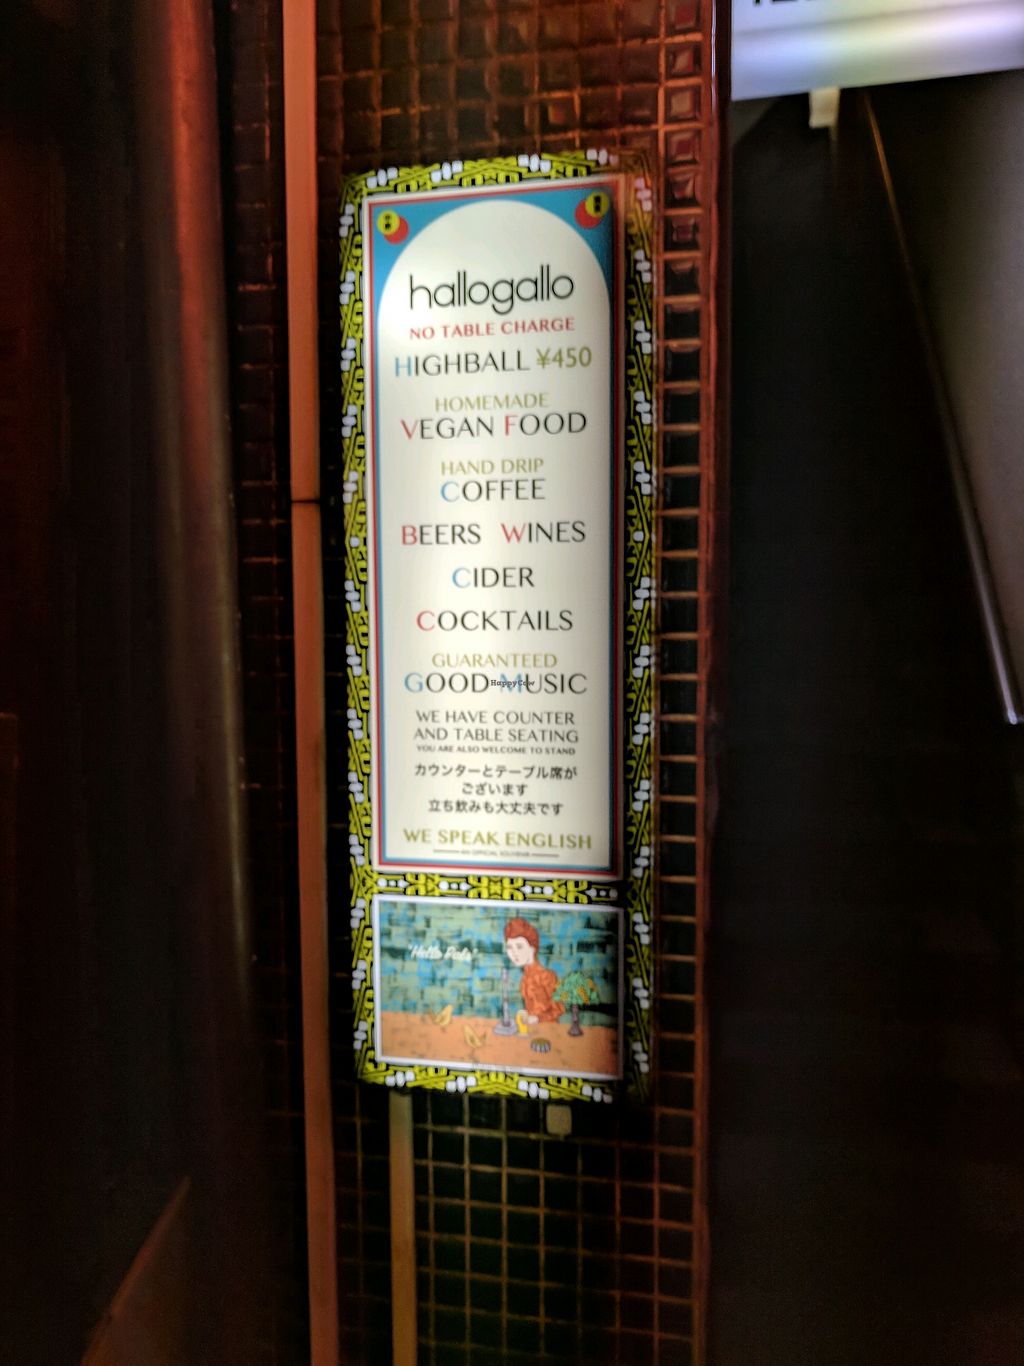 hallogallo
NO TABLE CHARGE
HIGHBALL ¥450
HOMEMADE
VEGAN FOOD
HAND DRIP
COFFEE
BEERS WINES
CIDER
COCKTAILS
GUARANTEED
GOOD MUSIC
HappyCow
WE HAVE COUNTER
AND TABLE SEATING
YOU ARE ALSO WELCOME TO STAND
カウンターとテーブル席が
ございます
立ち飲みも大丈夫です
WE SPEAK ENGLISH
"Hello Babe"